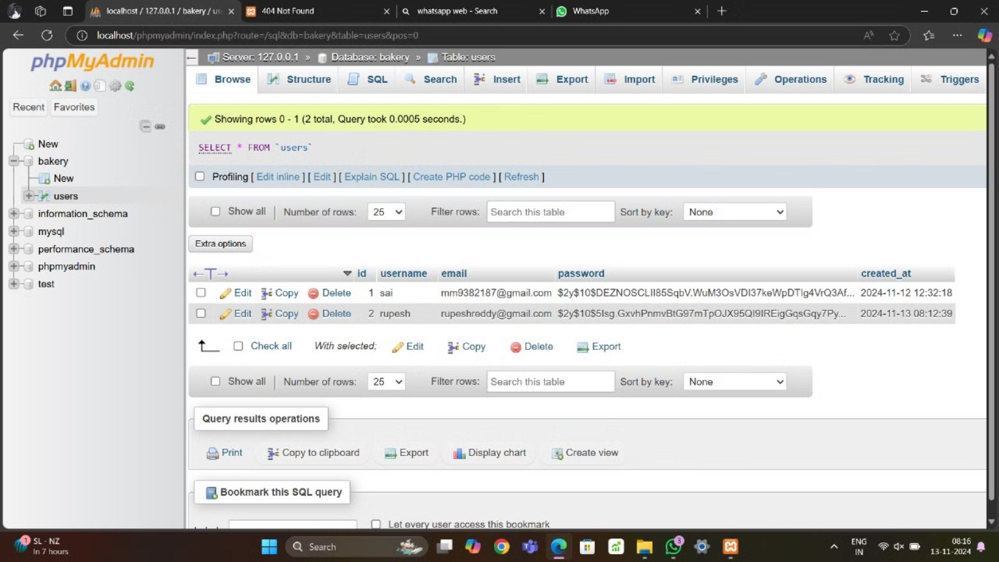 localhost / 127.0.0.1 / bakery / us
404 Not Found
whatsapp web - Search
WhatsApp
localhost/phpmyadmin/index.php?route=/sql&db=bakery&table=users&pos=0
phpMyAdmin
Recent
Favorites
New
bakery
New
users
information_schema
mysql
performance_schema
phpmyadmin
test
Server: 127.0.0.1 » Database: bakery » Table: users
Browse Structure SQL Search Insert Export Import Privileges Operations Tracking Triggers
Showing rows 0 - 1 (2 total, Query took 0.0005 seconds.)
SELECT * FROM `users`
Profiling [ Edit inline ] [ Edit ] [ Explain SQL ] [ Create PHP code ] [ Refresh ]
Show all | Number of rows: 25 Filter rows: Search this table Sort by key: None
Extra options
id username email password created_at
Edit Copy Delete 1 sai mm9382187@gmail.com $2y$10$DEZNOSCLII85SqbV.WuM3OsVDI37keWpDTIg4VrQ3Af... 2024-11-12 12:32:18
Edit Copy Delete 2 rupesh rupeshreddy@gmail.com $2y$10$5Isg.GxvhPnmvBtG97mTpOJX95QI9IREigGqsGqy7Py... 2024-11-13 08:12:39
Check all With selected: Edit Copy Delete Export
Show all | Number of rows: 25 Filter rows: Search this table Sort by key: None
Query results operations
Print Copy to clipboard Export Display chart Create view
Bookmark this SQL query
Let every user access this bookmark
1 SL - NZ
In 7 hours
Search
3
ENG
IN
08:16
13-11-2024